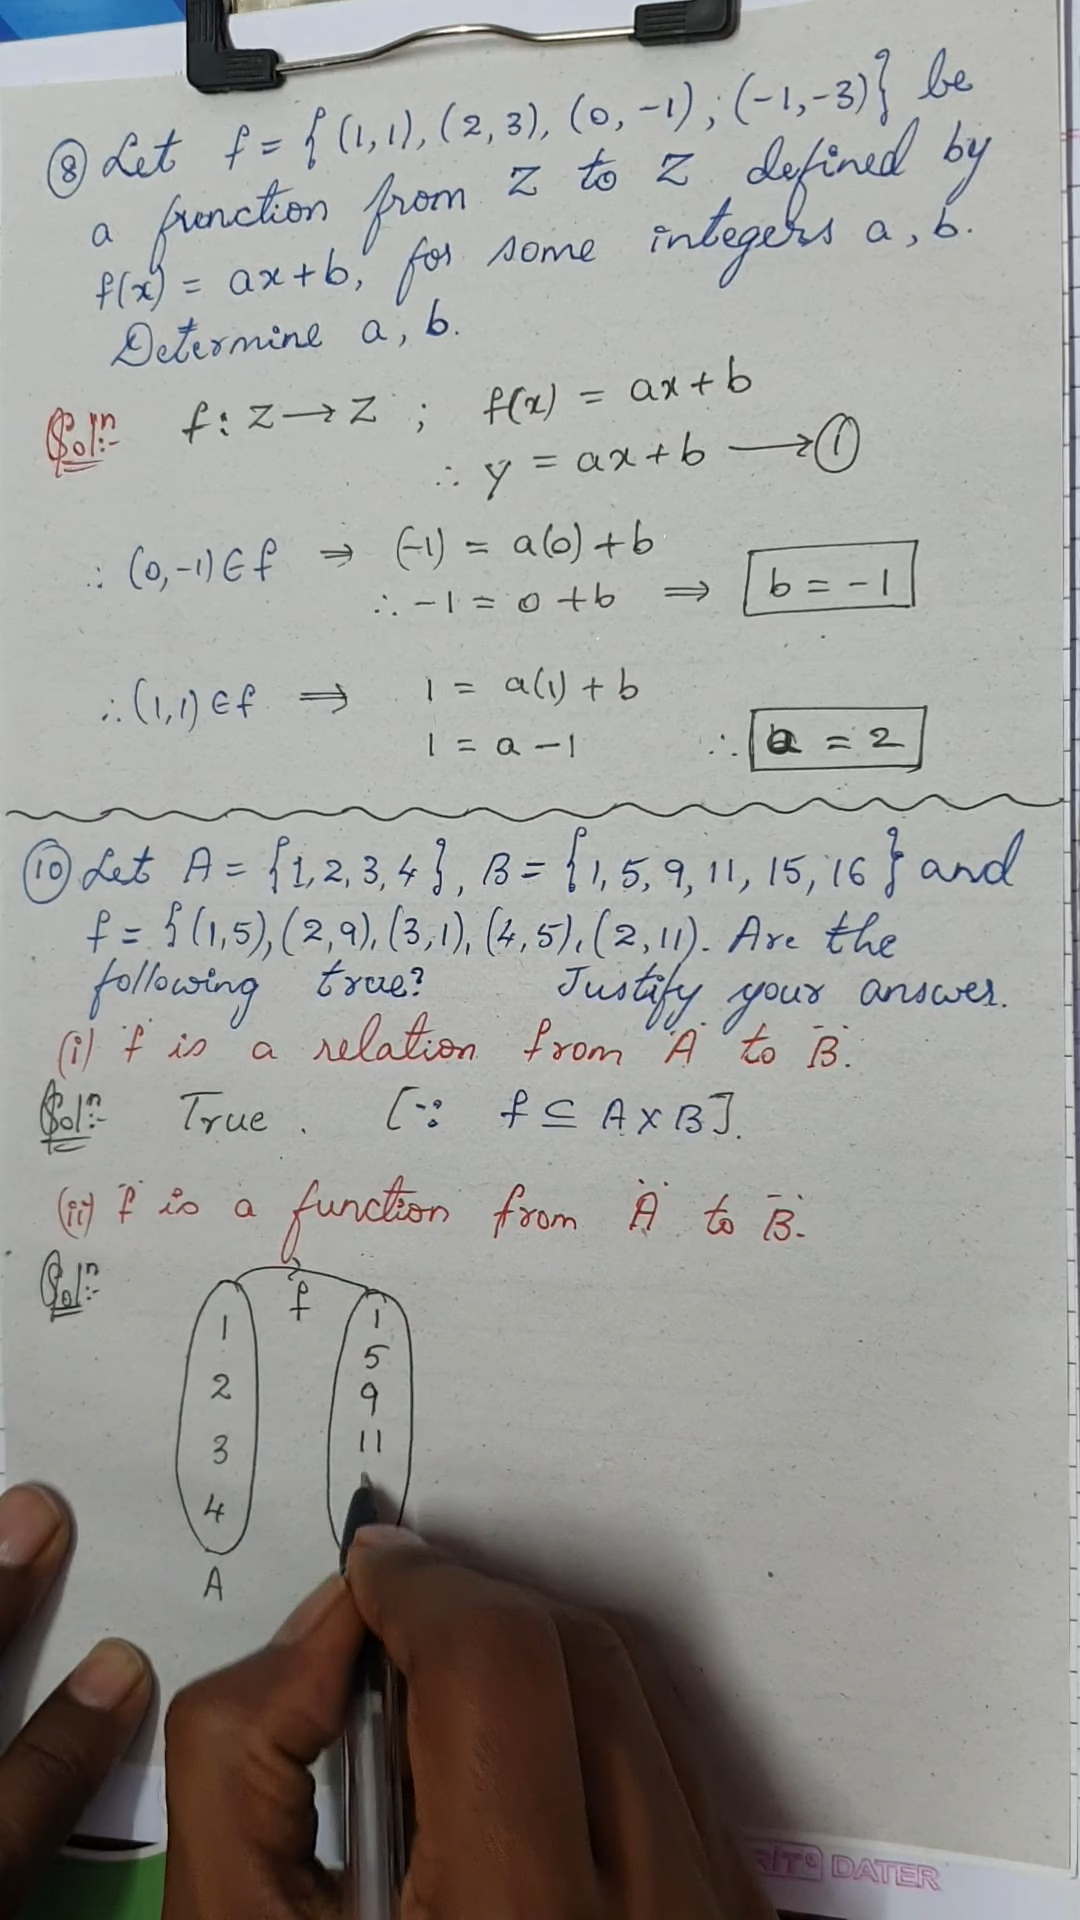 ⑧ Let f = { (1,1), (2,3), (0,-1), (-1,-3)} be
a function from Z to Z defined by
f(x) = ax+b, for some integers a, b.
Determine a, b.
Solⁿ:- f: Z → Z ; f(x) = ax+b
∴ y = ax+b → ①
∴ (0,-1) ∈ f ⇒ (-1) = a(0)+b
∴ -1 = 0+b ⇒ b = -1
∴ (1,1) ∈ f ⇒ 1 = a(1)+b
1 = a-1 ∴ a = 2
⑩ Let A = {1,2,3,4}, B = {1,5,9,11,15,16} and
f = {(1,5),(2,9),(3,1),(4,5),(2,11). Are the
following true? Justify your answer.
(i) 'f' is a relation from 'A' to 'B'.
Solⁿ:- True. [∵ f ⊆ A×B].
(ii) 'f' is a function from 'A' to 'B'.
Solⁿ:-
f
1 1
5
2 9
3 11
4
A
DATER